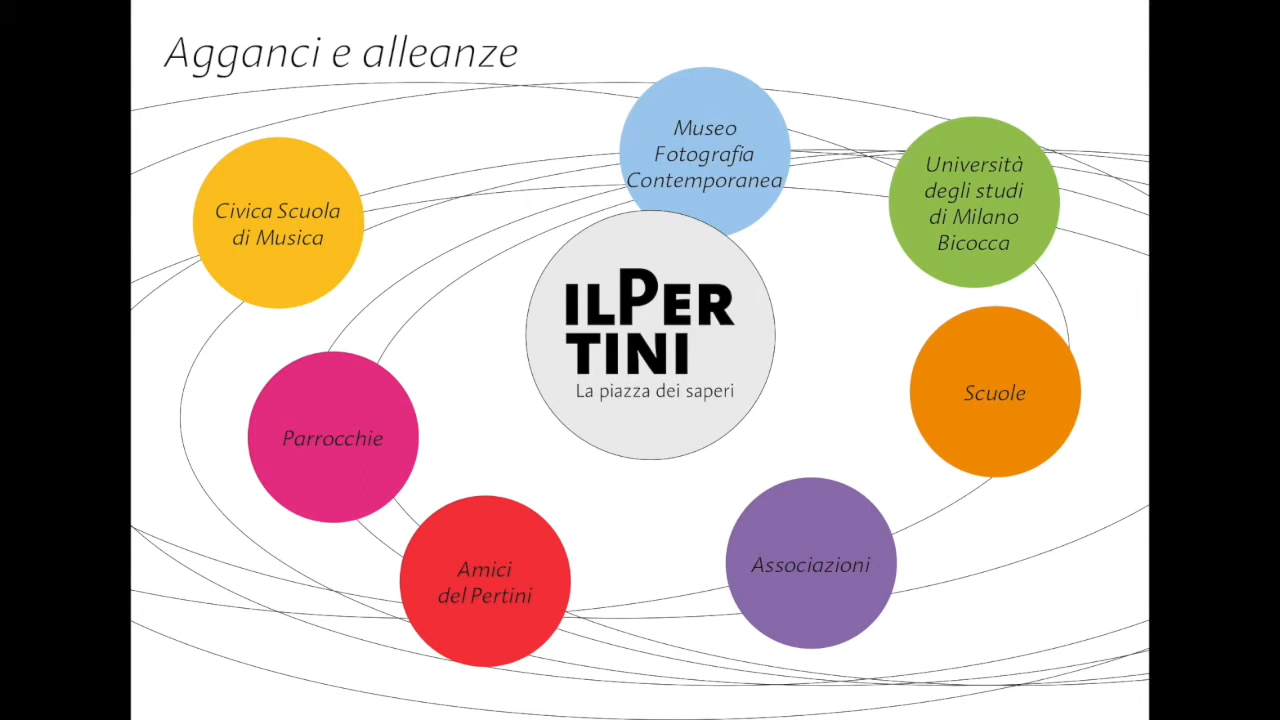 Agganci e alleanze
Museo
Fotografia
Contemporanea
Università
degli studi
di Milano
Bicocca
Civica Scuola
di Musica
ILPER
TINI
La piazza dei saperi
Scuole
Parrocchie
Associazioni
Amici
del Pertini